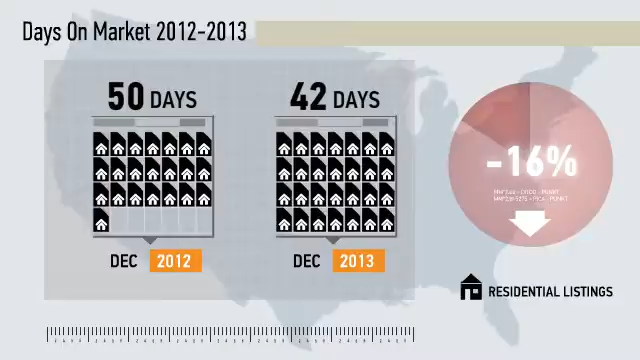 Days On Market 2012-2013
50 DAYS
42 DAYS
-16%
DEC 2012
DEC 2013
RESIDENTIAL LISTINGS